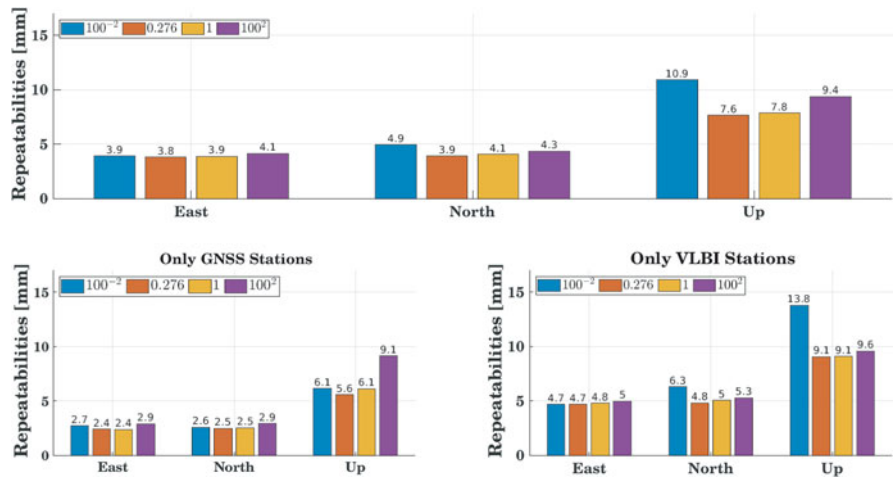 Repeatabilities [mm]
15
10
5
0
100⁻² 0.276 1 100²
3.9 3.8 3.9 4.1
4.9 3.9 4.1 4.3
10.9 7.6 7.8 9.4
East North Up
Only GNSS Stations
Repeatabilities [mm]
15
10
5
0
100⁻² 0.276 1 100²
2.7 2.4 2.4 2.9
2.6 2.5 2.5 2.9
6.1 5.6 6.1 9.1
East North Up
Only VLBI Stations
Repeatabilities [mm]
15
10
5
0
100⁻² 0.276 1 100²
4.7 4.7 4.8 5
6.3 4.8 5 5.3
13.8 9.1 9.1 9.6
East North Up